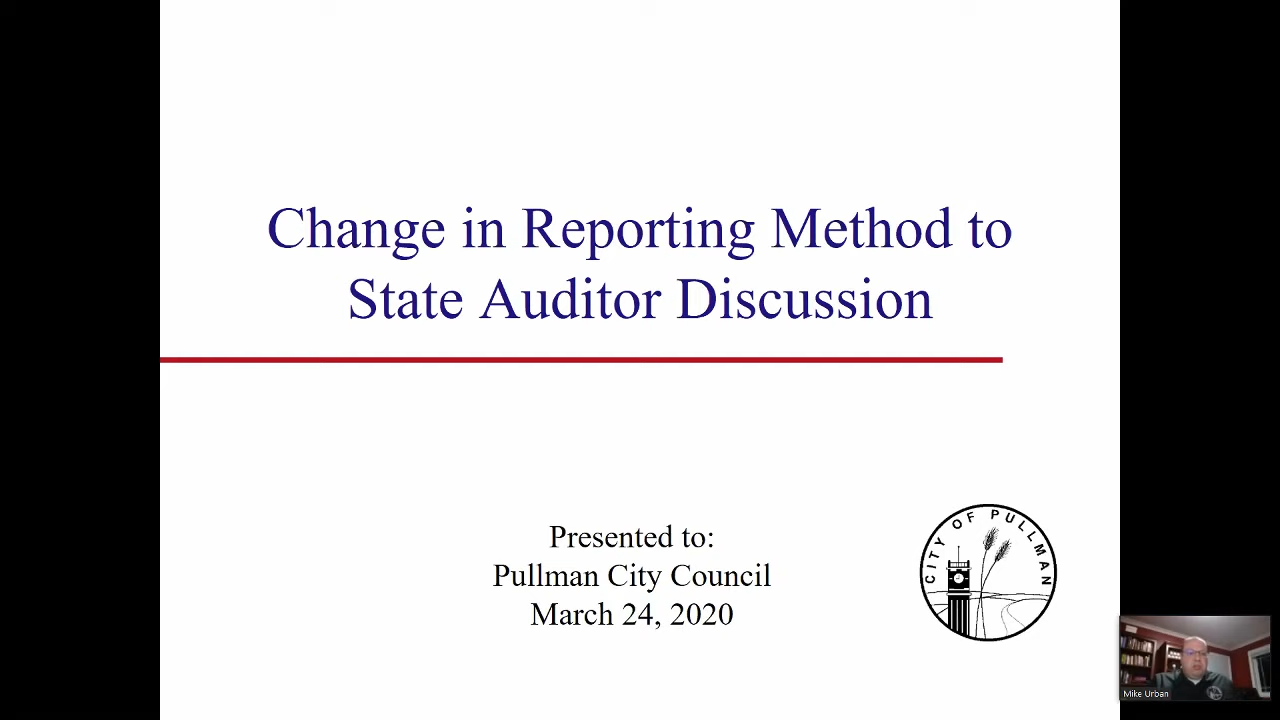 Change in Reporting Method to
State Auditor Discussion
Presented to:
Pullman City Council
March 24, 2020
CITY OF PULLMAN
Mike Urban